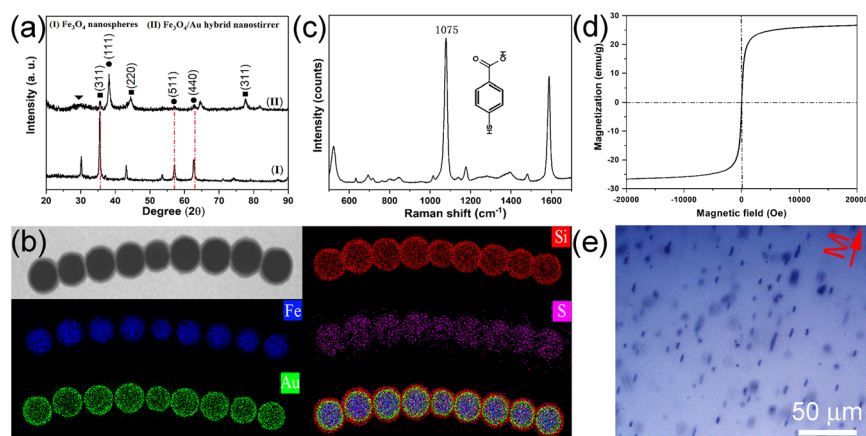 (a)
(I) Fe₃O₄ nanospheres (II) Fe₃O₄/Au hybrid nanostirrer
Intensity (a. u.)
(311)
(111)
(220)
(511)
(440)
(311)
(II)
(I)
20 30 40 50 60 70 80 90
Degree (2θ)
(c)
1075
O
OH
SH
Intensity (counts)
600 800 1000 1200 1400 1600
Raman shift (cm⁻¹)
(d)
Magnetization (emu/g)
30
20
10
0
-10
-20
-30
-20000 -10000 0 10000 20000
Magnetic field (Oe)
(b)
Fe
Au
Si
S
(e)
M
50 μm